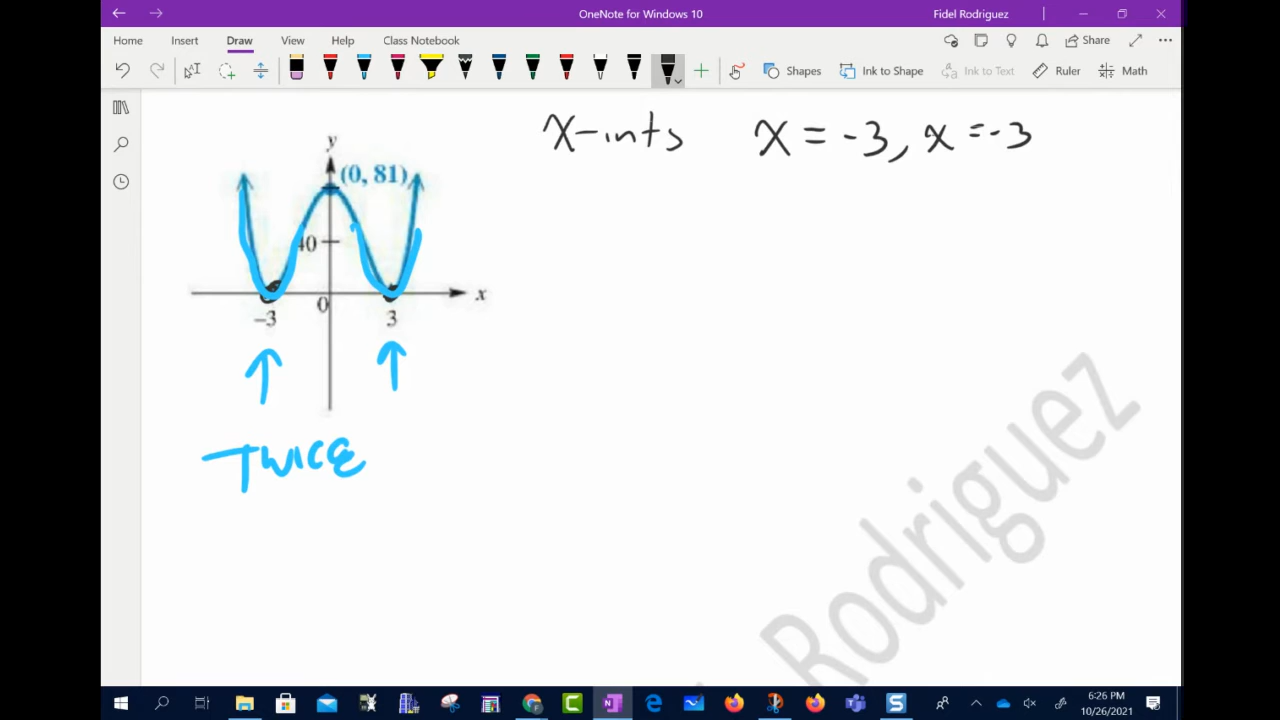 OneNote for Windows 10
Fidel Rodriguez
Home Insert Draw View Help Class Notebook
Share
Shapes Ink to Shape Ink to Text Ruler Math
X-ints X = -3, x = -3
y
(0, 81)
40
x
0
-3 3
TWICE
Rodriguez
6:26 PM
10/26/2021